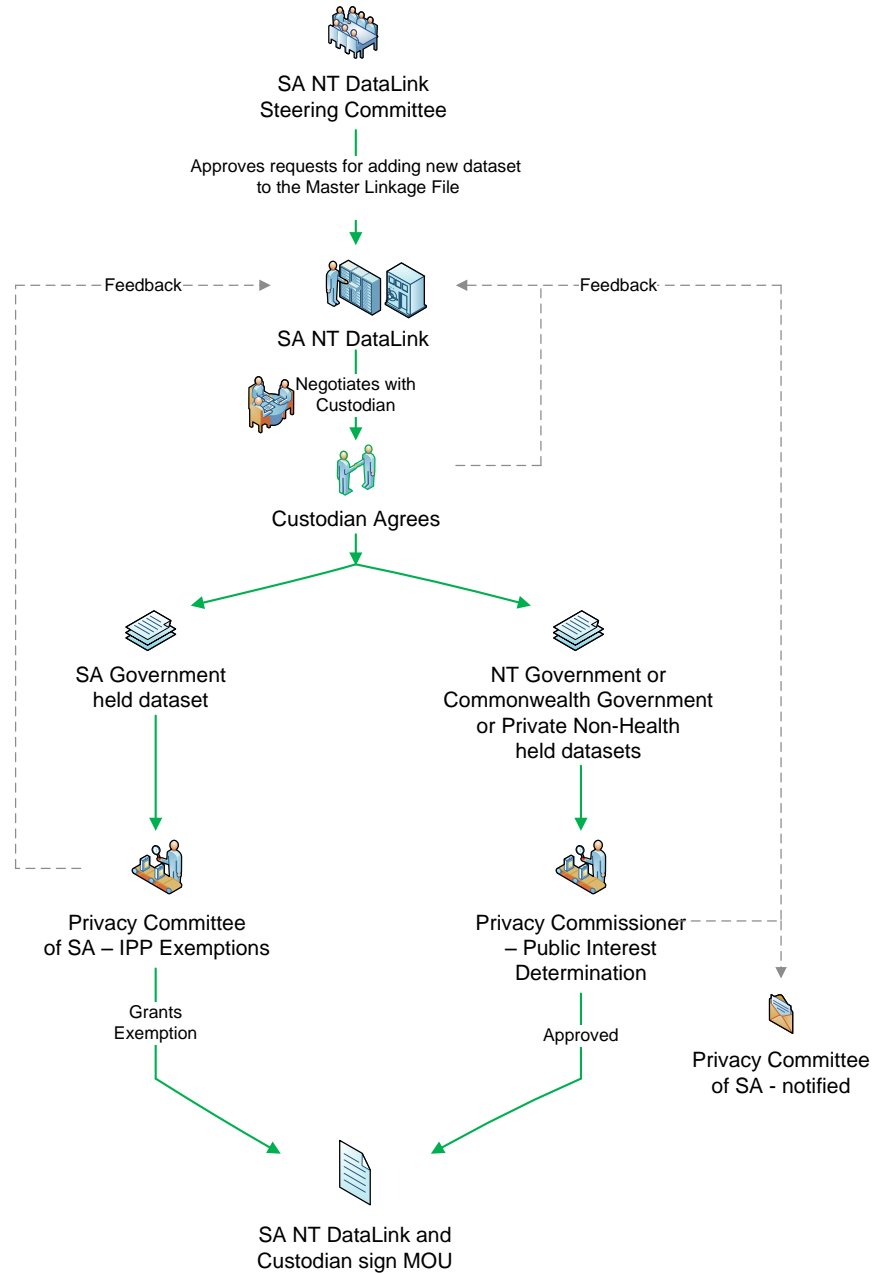 SA NT DataLink
Steering Committee
Approves requests for adding new dataset
to the Master Linkage File
Feedback
Feedback
SA NT DataLink
Negotiates with
Custodian
Custodian Agrees
SA Government
held dataset
NT Government or
Commonwealth Government
or Private Non-Health
held datasets
Privacy Committee
of SA – IPP Exemptions
Privacy Commissioner
– Public Interest
Determination
Grants
Exemption
Approved
Privacy Committee
of SA - notified
SA NT DataLink and
Custodian sign MOU